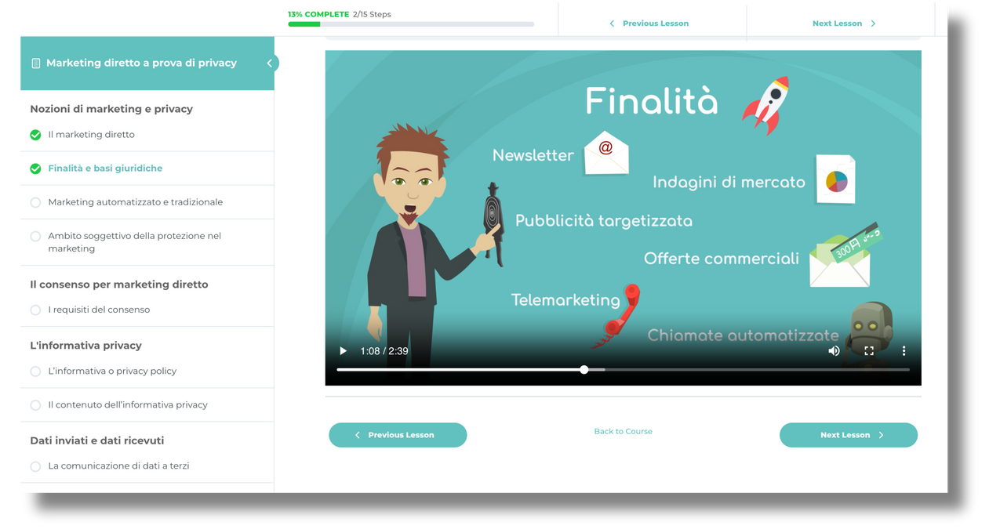 13% COMPLETE 2/15 Steps
Previous Lesson
Next Lesson
Marketing diretto a prova di privacy
Nozioni di marketing e privacy
Il marketing diretto
Finalità e basi giuridiche
Marketing automatizzato e tradizionale
Ambito soggettivo della protezione nel
marketing
Il consenso per marketing diretto
I requisiti del consenso
L'informativa privacy
L'informativa o privacy policy
Il contenuto dell'informativa privacy
Dati inviati e dati ricevuti
La comunicazione di dati a terzi
Finalità
Newsletter
@
Indagini di mercato
Pubblicità targetizzata
Offerte commerciali
300円
Telemarketing
Chiamate automatizzate
1:08 / 2:39
Previous Lesson
Back to Course
Next Lesson